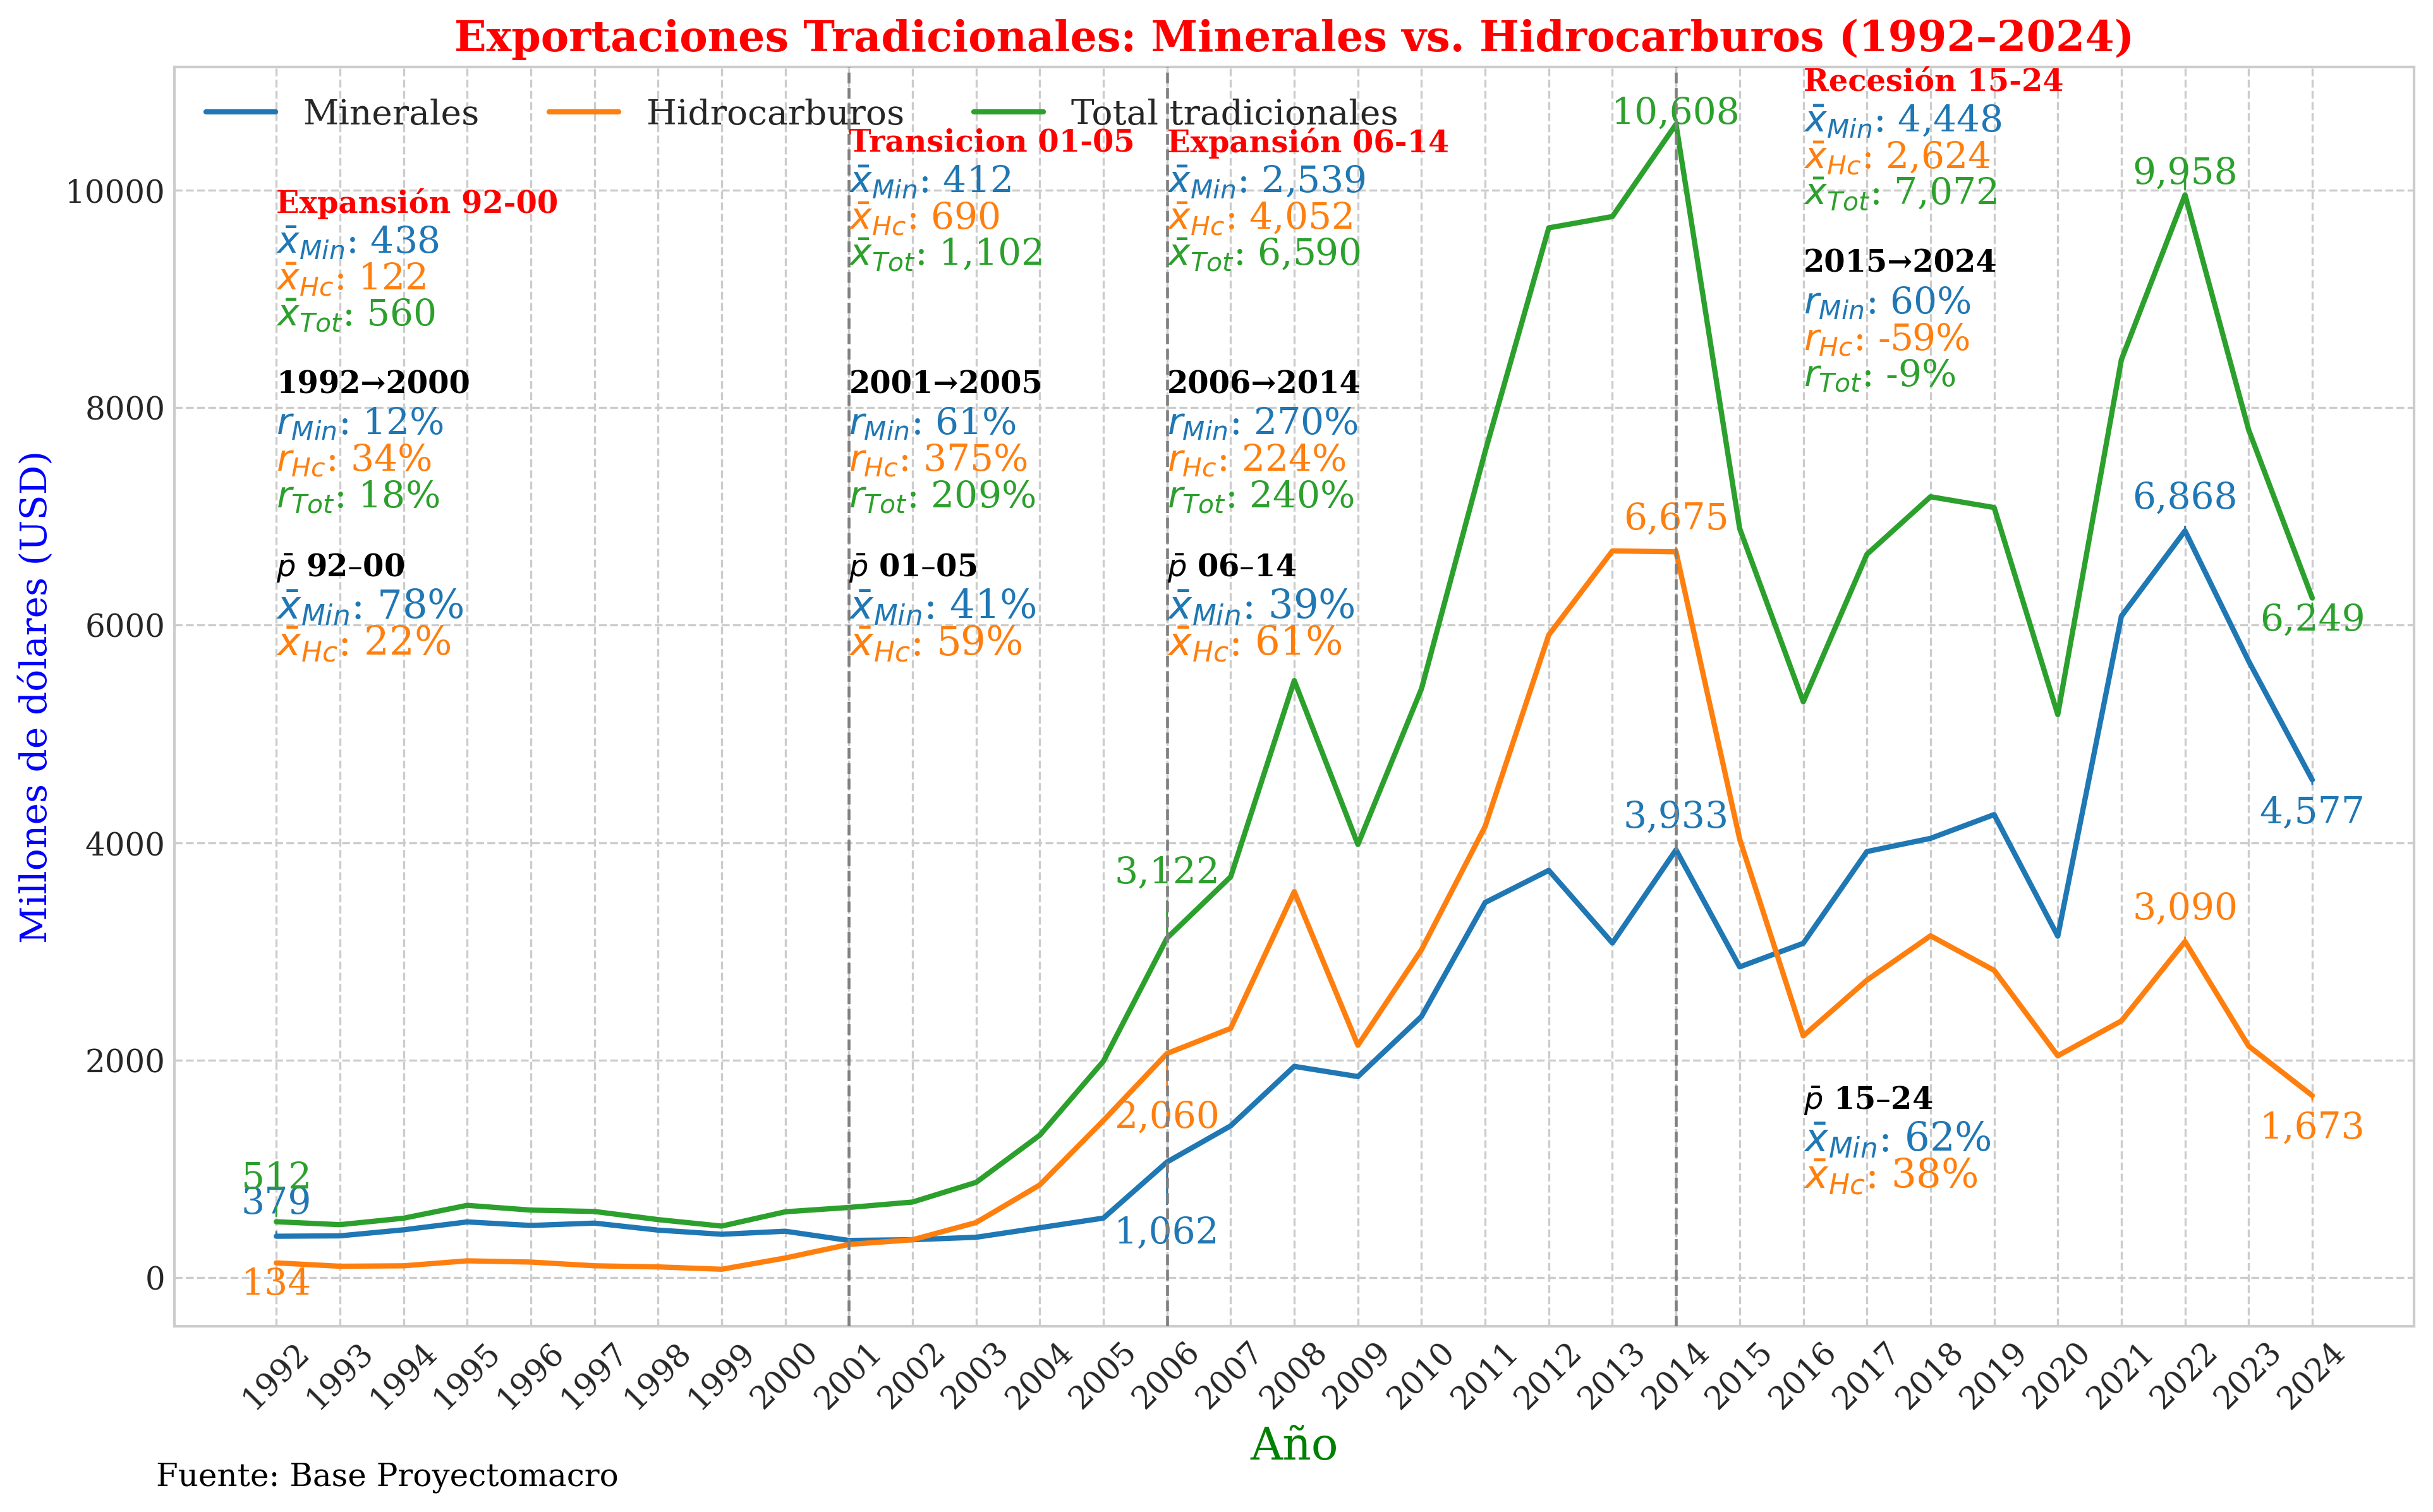 Exportaciones Tradicionales: Minerales vs. Hidrocarburos (1992–2024)
Minerales
Hidrocarburos
Total tradicionales
Expansión 92-00
x̄Min: 438
x̄Hc: 122
x̄Tot: 560
1992→2000
rMin: 12%
rHc: 34%
rTot: 18%
p̄ 92–00
x̄Min: 78%
x̄Hc: 22%
Transicion 01-05
x̄Min: 412
x̄Hc: 690
x̄Tot: 1,102
2001→2005
rMin: 61%
rHc: 375%
rTot: 209%
p̄ 01–05
x̄Min: 41%
x̄Hc: 59%
Expansión 06-14
x̄Min: 2,539
x̄Hc: 4,052
x̄Tot: 6,590
2006→2014
rMin: 270%
rHc: 224%
rTot: 240%
p̄ 06–14
x̄Min: 39%
x̄Hc: 61%
Recesión 15-24
x̄Min: 4,448
x̄Hc: 2,624
x̄Tot: 7,072
2015→2024
rMin: 60%
rHc: -59%
rTot: -9%
p̄ 15–24
x̄Min: 62%
x̄Hc: 38%
512
379
134
3,122
2,060
1,062
10,608
6,675
3,933
9,958
6,868
3,090
6,249
4,577
1,673
Millones de dólares (USD)
10000
8000
6000
4000
2000
0
1992
1993
1994
1995
1996
1997
1998
1999
2000
2001
2002
2003
2004
2005
2006
2007
2008
2009
2010
2011
2012
2013
2014
2015
2016
2017
2018
2019
2020
2021
2022
2023
2024
Año
Fuente: Base Proyectomacro